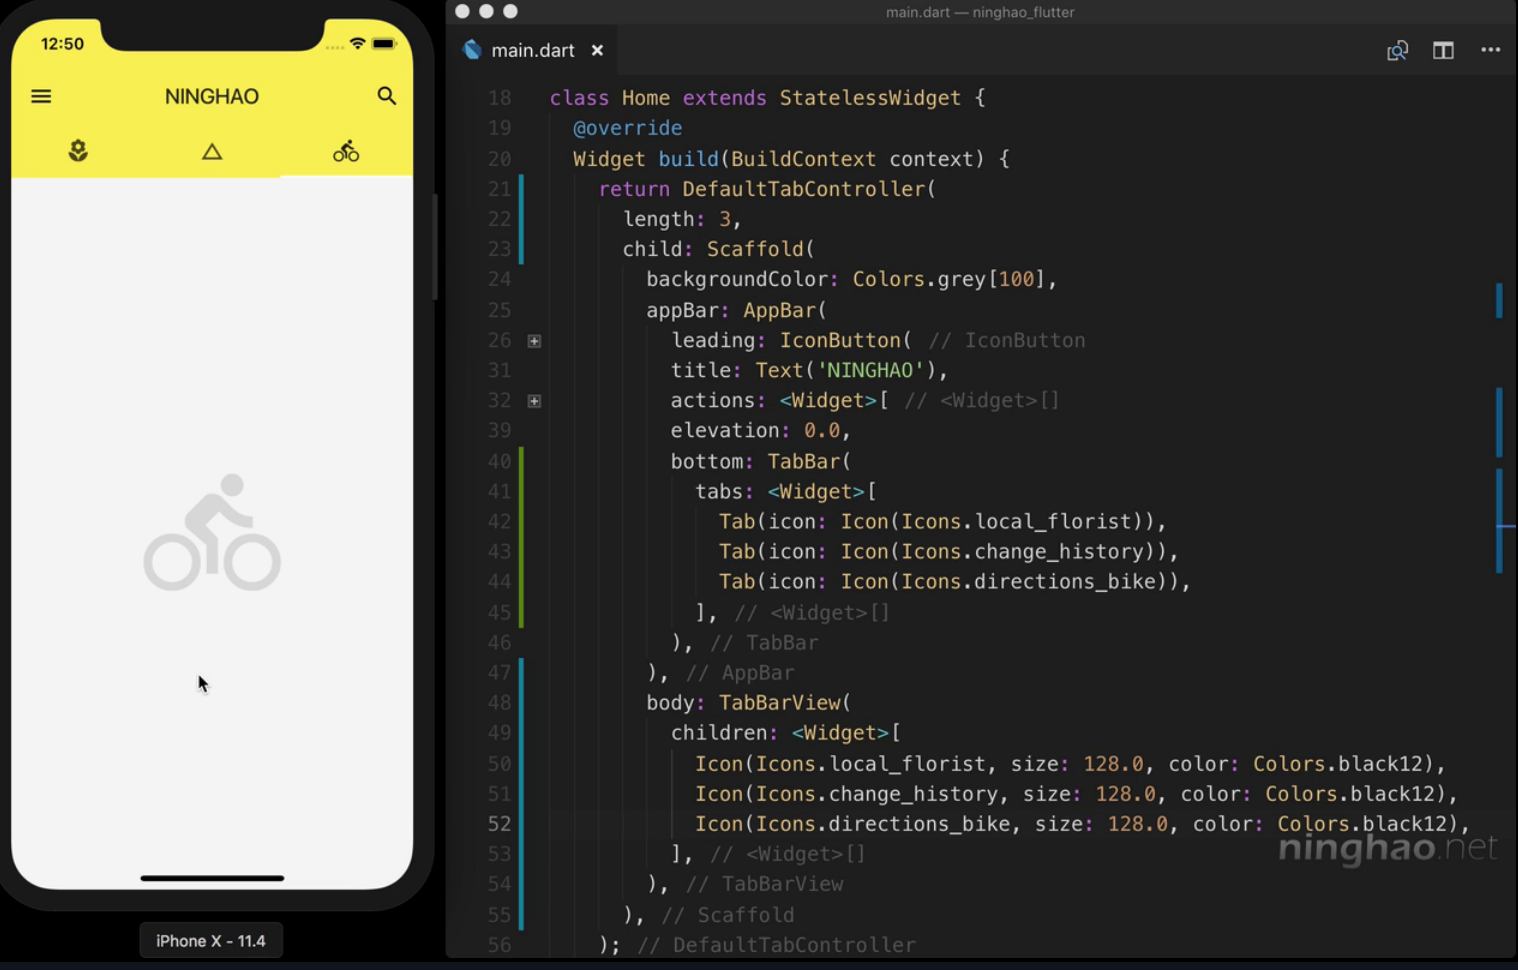 12:50
NINGHAO
iPhone X - 11.4
main.dart — ninghao_flutter
main.dart ×
18 class Home extends StatelessWidget {
19 @override
20 Widget build(BuildContext context) {
21 return DefaultTabController(
22 length: 3,
23 child: Scaffold(
24 backgroundColor: Colors.grey[100],
25 appBar: AppBar(
26 leading: IconButton( // IconButton
31 title: Text('NINGHAO'),
32 actions: <Widget>[ // <Widget>[]
39 elevation: 0.0,
40 bottom: TabBar(
41 tabs: <Widget>[
42 Tab(icon: Icon(Icons.local_florist)),
43 Tab(icon: Icon(Icons.change_history)),
44 Tab(icon: Icon(Icons.directions_bike)),
45 ], // <Widget>[]
46 ), // TabBar
47 ), // AppBar
48 body: TabBarView(
49 children: <Widget>[
50 Icon(Icons.local_florist, size: 128.0, color: Colors.black12),
51 Icon(Icons.change_history, size: 128.0, color: Colors.black12),
52 Icon(Icons.directions_bike, size: 128.0, color: Colors.black12),
53 ], // <Widget>[]
54 ), // TabBarView
55 ), // Scaffold
56 ); // DefaultTabController
ninghao.net